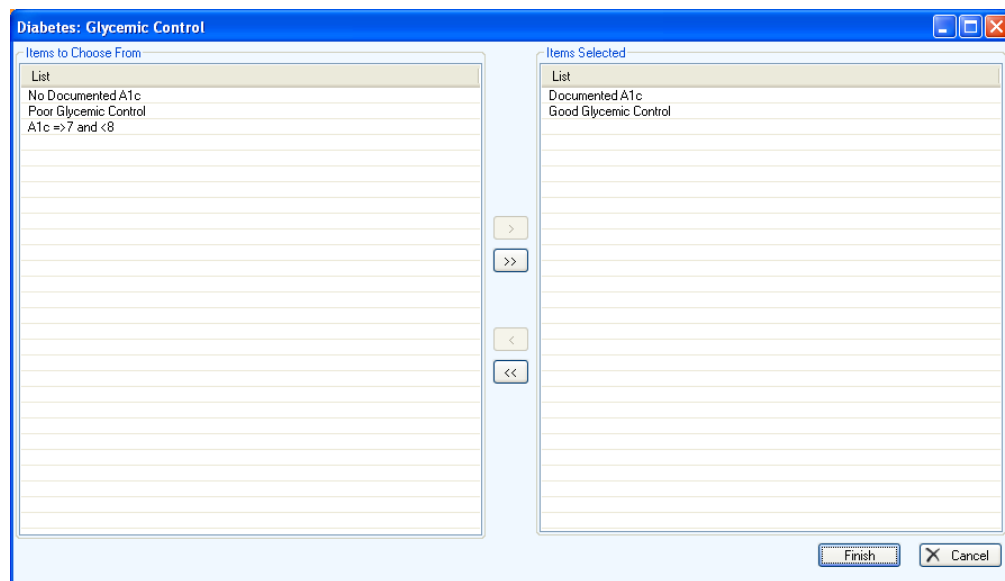 Diabetes: Glycemic Control
Items to Choose From
List
No Documented A1c
Poor Glycemic Control
A1c =>7 and <8
>
>>
<
<<
Items Selected
List
Documented A1c
Good Glycemic Control
Finish
Cancel